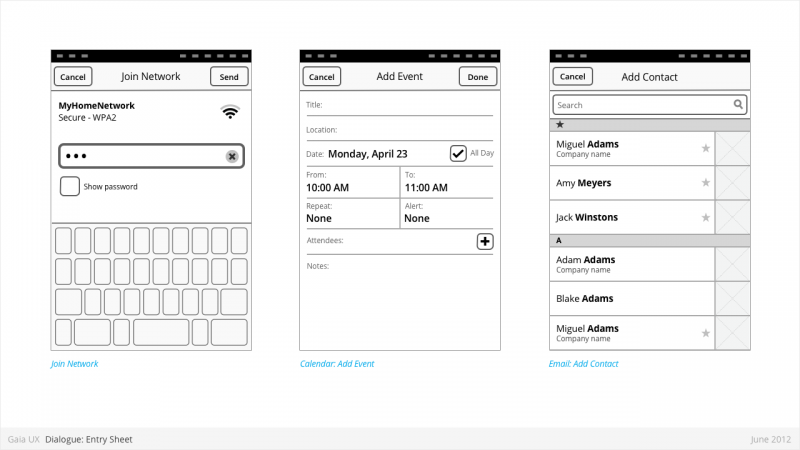 Cancel
Join Network
Send
MyHomeNetwork
Secure - WPA2
Show password
Join Network
Cancel
Add Event
Done
Title:
Location:
Date: Monday, April 23
All Day
From:
10:00 AM
To:
11:00 AM
Repeat:
None
Alert:
None
Attendees:
Notes:
Calendar: Add Event
Cancel
Add Contact
Search
Miguel Adams
Company name
Amy Meyers
Jack Winstons
A
Adam Adams
Company name
Blake Adams
Miguel Adams
Company name
Email: Add Contact
Gaia UX Dialogue: Entry Sheet
June 2012